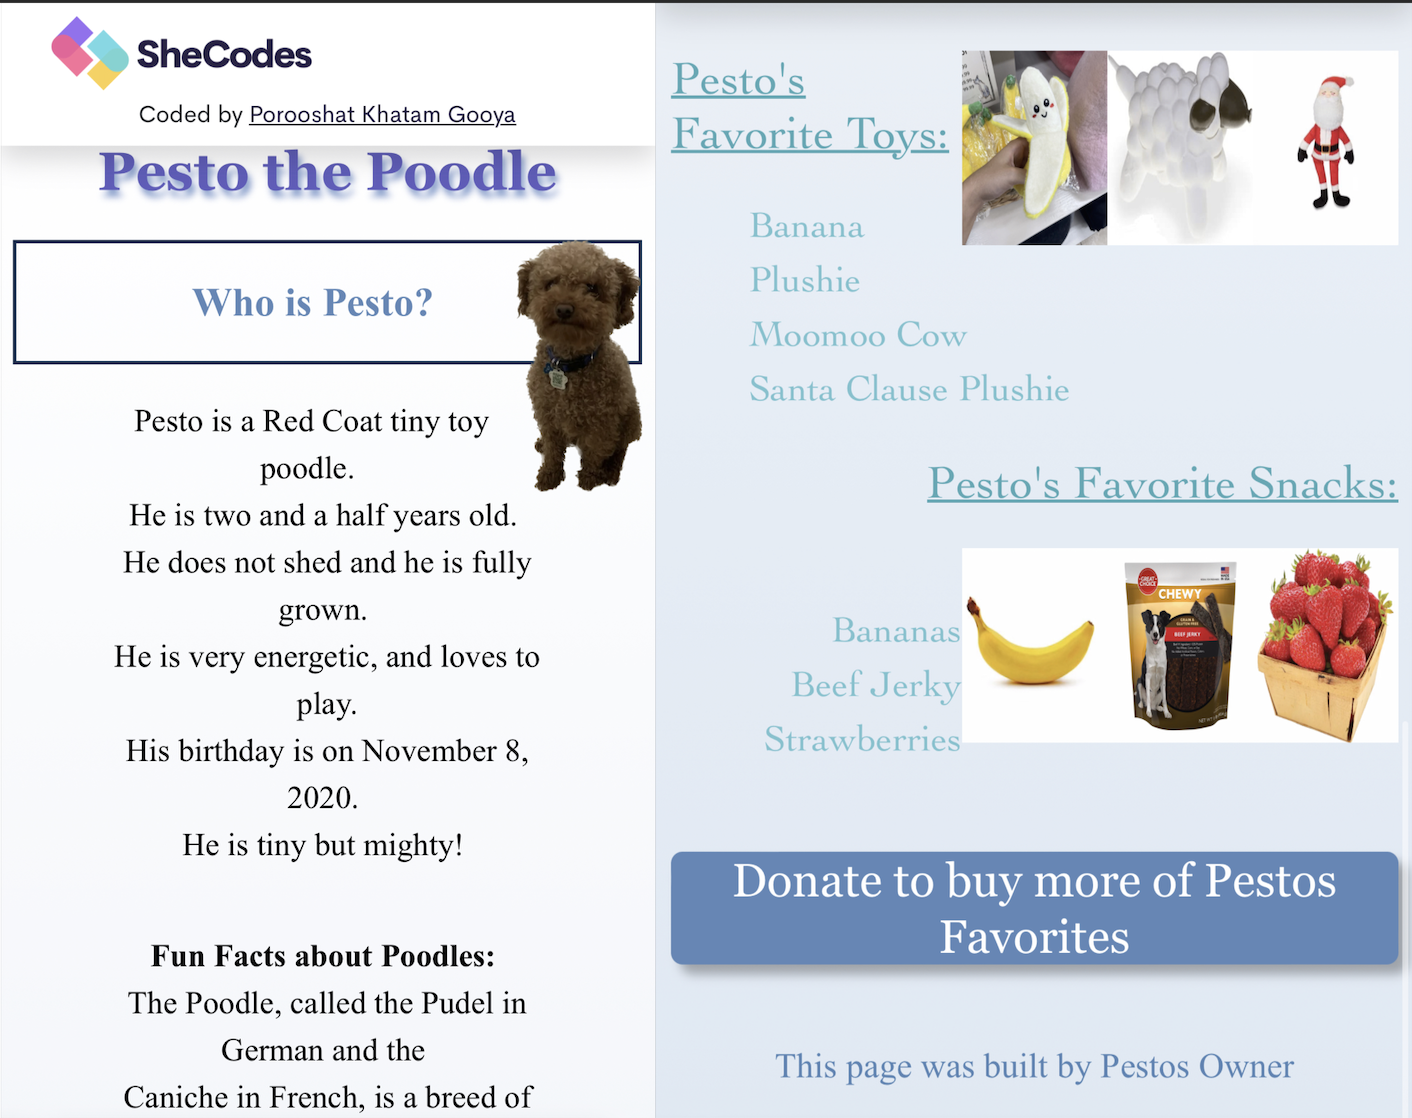 SheCodes
Coded by Porooshat Khatam Gooya
Pesto the Poodle
Who is Pesto?
Pesto is a Red Coat tiny toy
poodle.
He is two and a half years old.
He does not shed and he is fully
grown.
He is very energetic, and loves to
play.
His birthday is on November 8,
2020.
He is tiny but mighty!
Fun Facts about Poodles:
The Poodle, called the Pudel in
German and the
Caniche in French, is a breed of
Pesto's
Favorite Toys:
Banana
Plushie
Moomoo Cow
Santa Clause Plushie
Pesto's Favorite Snacks:
Bananas
Beef Jerky
Strawberries
GREAT
CHOICE
CHEWY
BEEF JERKY
Donate to buy more of Pestos
Favorites
This page was built by Pestos Owner